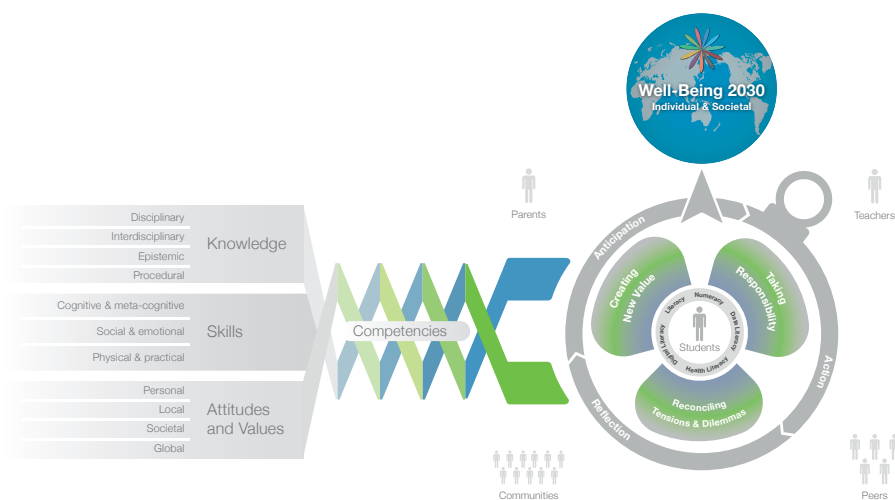 Well-Being 2030
Individual & Societal
Parents
Teachers
Disciplinary
Interdisciplinary
Epistemic
Procedural
Knowledge
Cognitive & meta-cognitive
Social & emotional
Physical & practical
Skills
Personal
Local
Societal
Global
Attitudes
and Values
Competencies
Anticipation
Action
Reflection
Creating
New Value
Taking
Responsibility
Reconciling
Tensions & Dilemmas
Literacy
Numeracy
Data Literacy
Health Literacy
Digital Literacy
Students
Communities
Peers